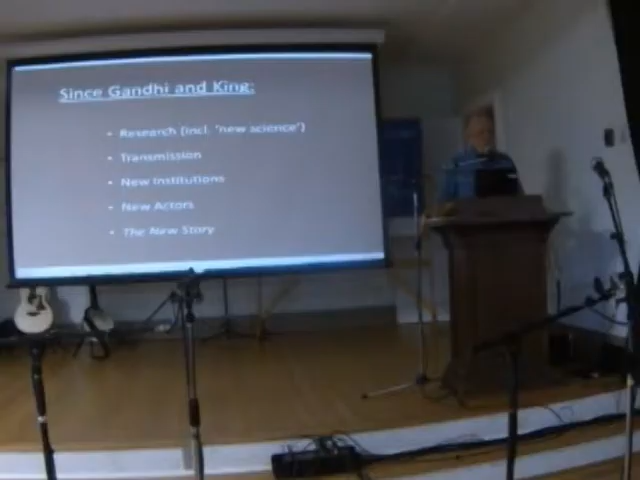 Since Gandhi and King:
• Research (incl. 'new science')
• Transmission
• New Institutions
• New Actors
• The New Story